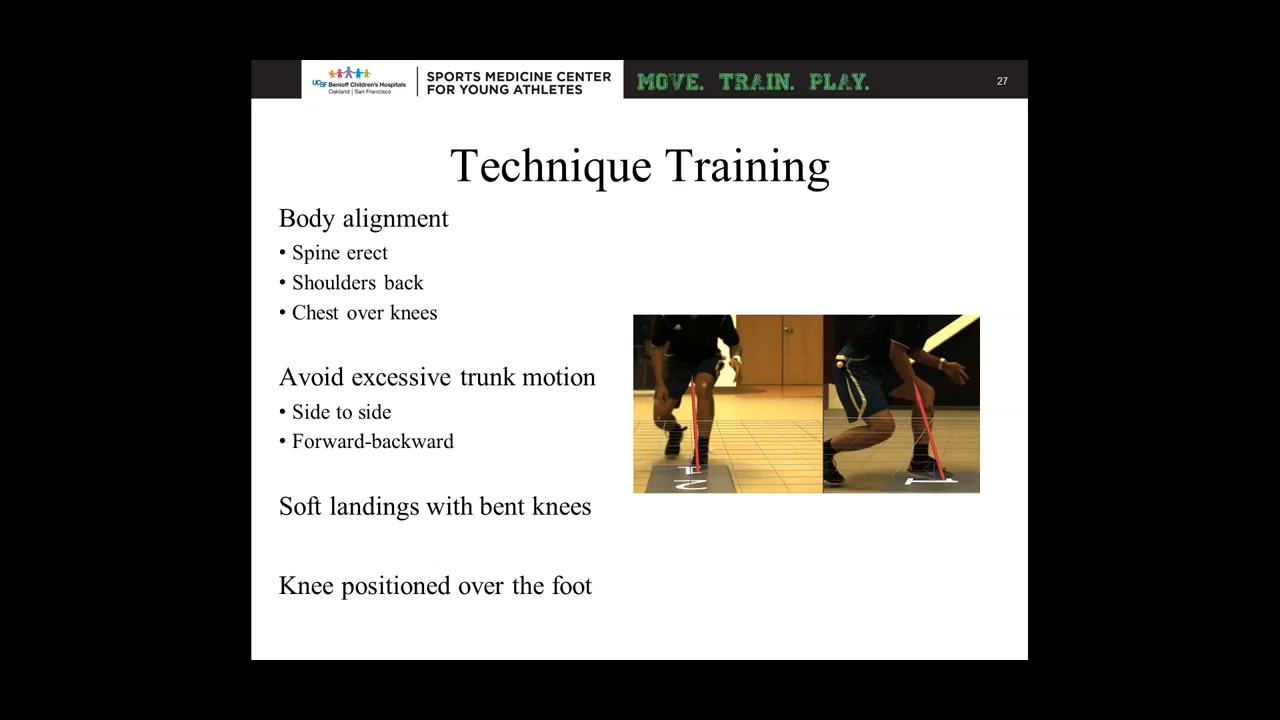 UCSF Benioff Children's Hospitals
Oakland | San Francisco
SPORTS MEDICINE CENTER
FOR YOUNG ATHLETES
MOVE. TRAIN. PLAY.
27
Technique Training
Body alignment
• Spine erect
• Shoulders back
• Chest over knees
Avoid excessive trunk motion
• Side to side
• Forward-backward
Soft landings with bent knees
Knee positioned over the foot